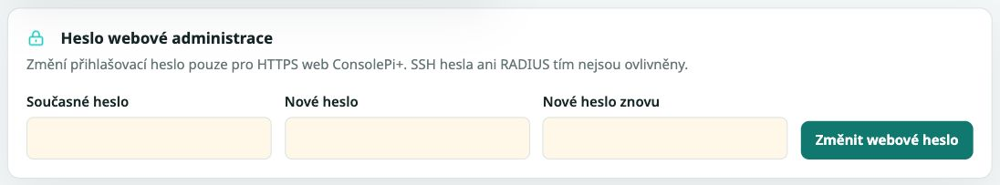 Heslo webové administrace
Změní přihlašovací heslo pouze pro HTTPS web ConsolePi+. SSH hesla ani RADIUS tím nejsou ovlivněny.
Současné heslo
Nové heslo
Nové heslo znovu
Změnit webové heslo